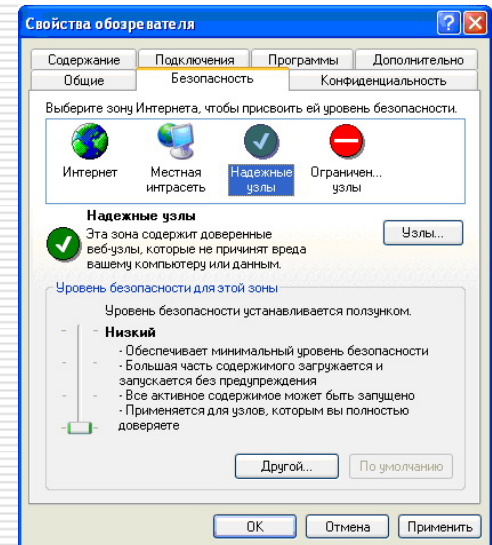 Свойства обозревателя
Содержание Подключения Программы Дополнительно
Общие Безопасность Конфиденциальность
Выберите зону Интернета, чтобы присвоить ей уровень безопасности.
Интернет Местная интрасеть Надежные узлы Ограничен... узлы
Надежные узлы
Эта зона содержит доверенные
веб-узлы, которые не причинят вреда
вашему компьютеру или данным.
Узлы...
Уровень безопасности для этой зоны
Уровень безопасности устанавливается ползунком.
Низкий
- Обеспечивает минимальный уровень безопасности
- Большая часть содержимого загружается и
запускается без предупреждения
- Все активное содержимое может быть запущено
- Применяется для узлов, которым вы полностью
доверяете
Другой... По умолчанию
OK Отмена Применить